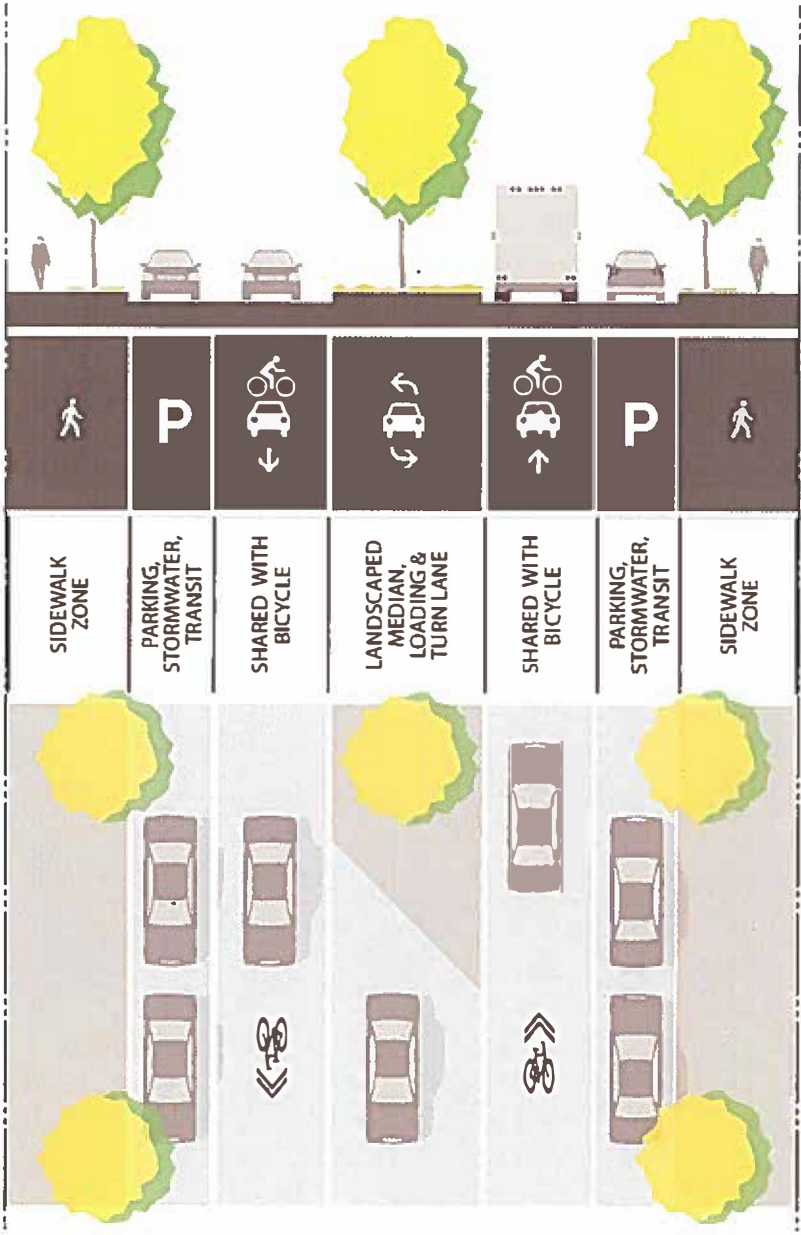 P
P
SIDEWALK
ZONE
PARKING,
STORMWATER,
TRANSIT
SHARED WITH
BICYCLE
LANDSCAPED
MEDIAN,
LOADING &
TURN LANE
SHARED WITH
BICYCLE
PARKING,
STORMWATER,
TRANSIT
SIDEWALK
ZONE